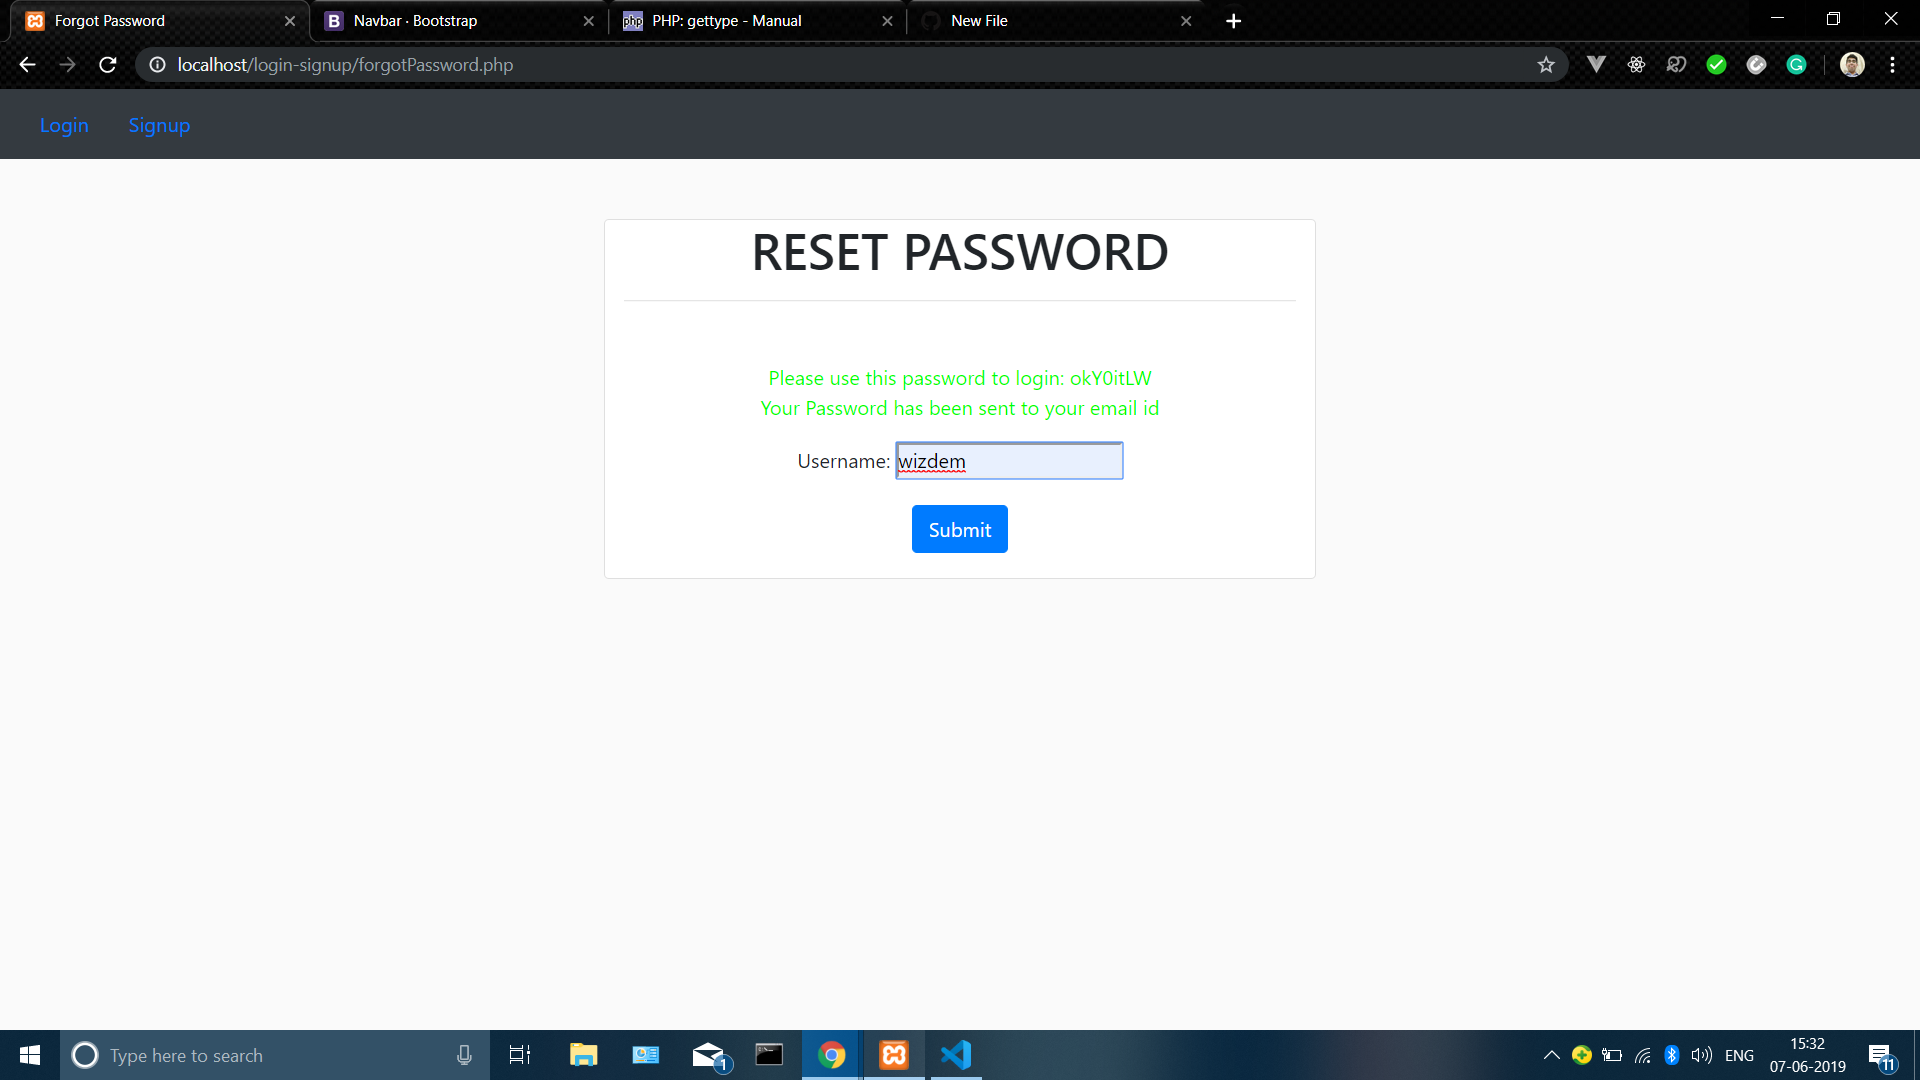 Forgot Password
Navbar · Bootstrap
PHP: gettype - Manual
New File
localhost/login-signup/forgotPassword.php
Login Signup
RESET PASSWORD
Please use this password to login: okY0itLW
Your Password has been sent to your email id
Username: wizdem
Submit
Type here to search
1
ENG
15:32
07-06-2019
11